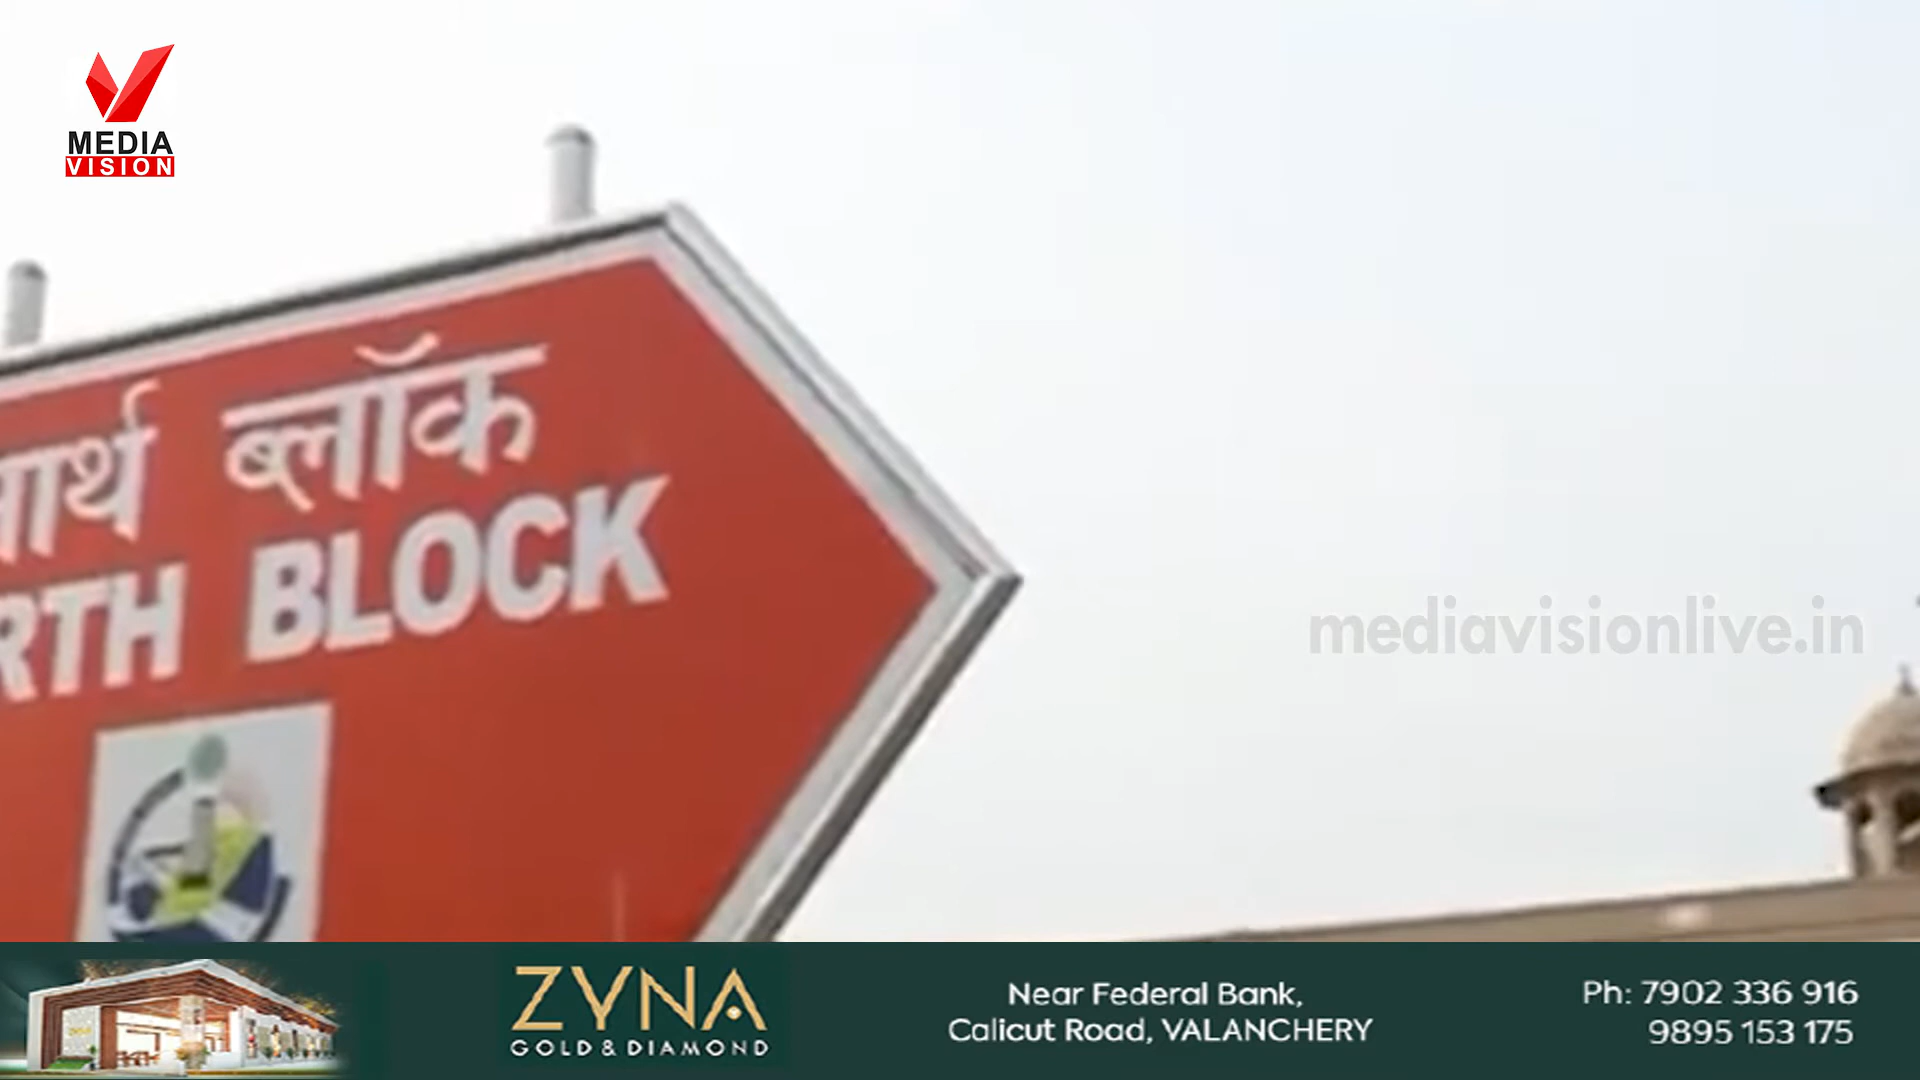 MEDIA
VISION
नार्थ ब्लॉक
RTH BLOCK
mediavisionlive.in
ZYNA
GOLD & DIAMOND
Near Federal Bank,
Calicut Road, VALANCHERY
Ph: 7902 336 916
9895 153 175